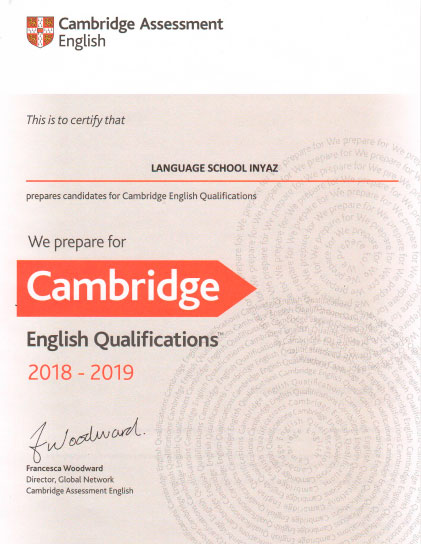 Cambridge Assessment
English
This is to certify that
LANGUAGE SCHOOL INYAZ
prepares candidates for Cambridge English Qualifications
We prepare for
Cambridge
English Qualifications™
2018 - 2019
F Woodward.
Francesca Woodward
Director, Global Network
Cambridge Assessment English